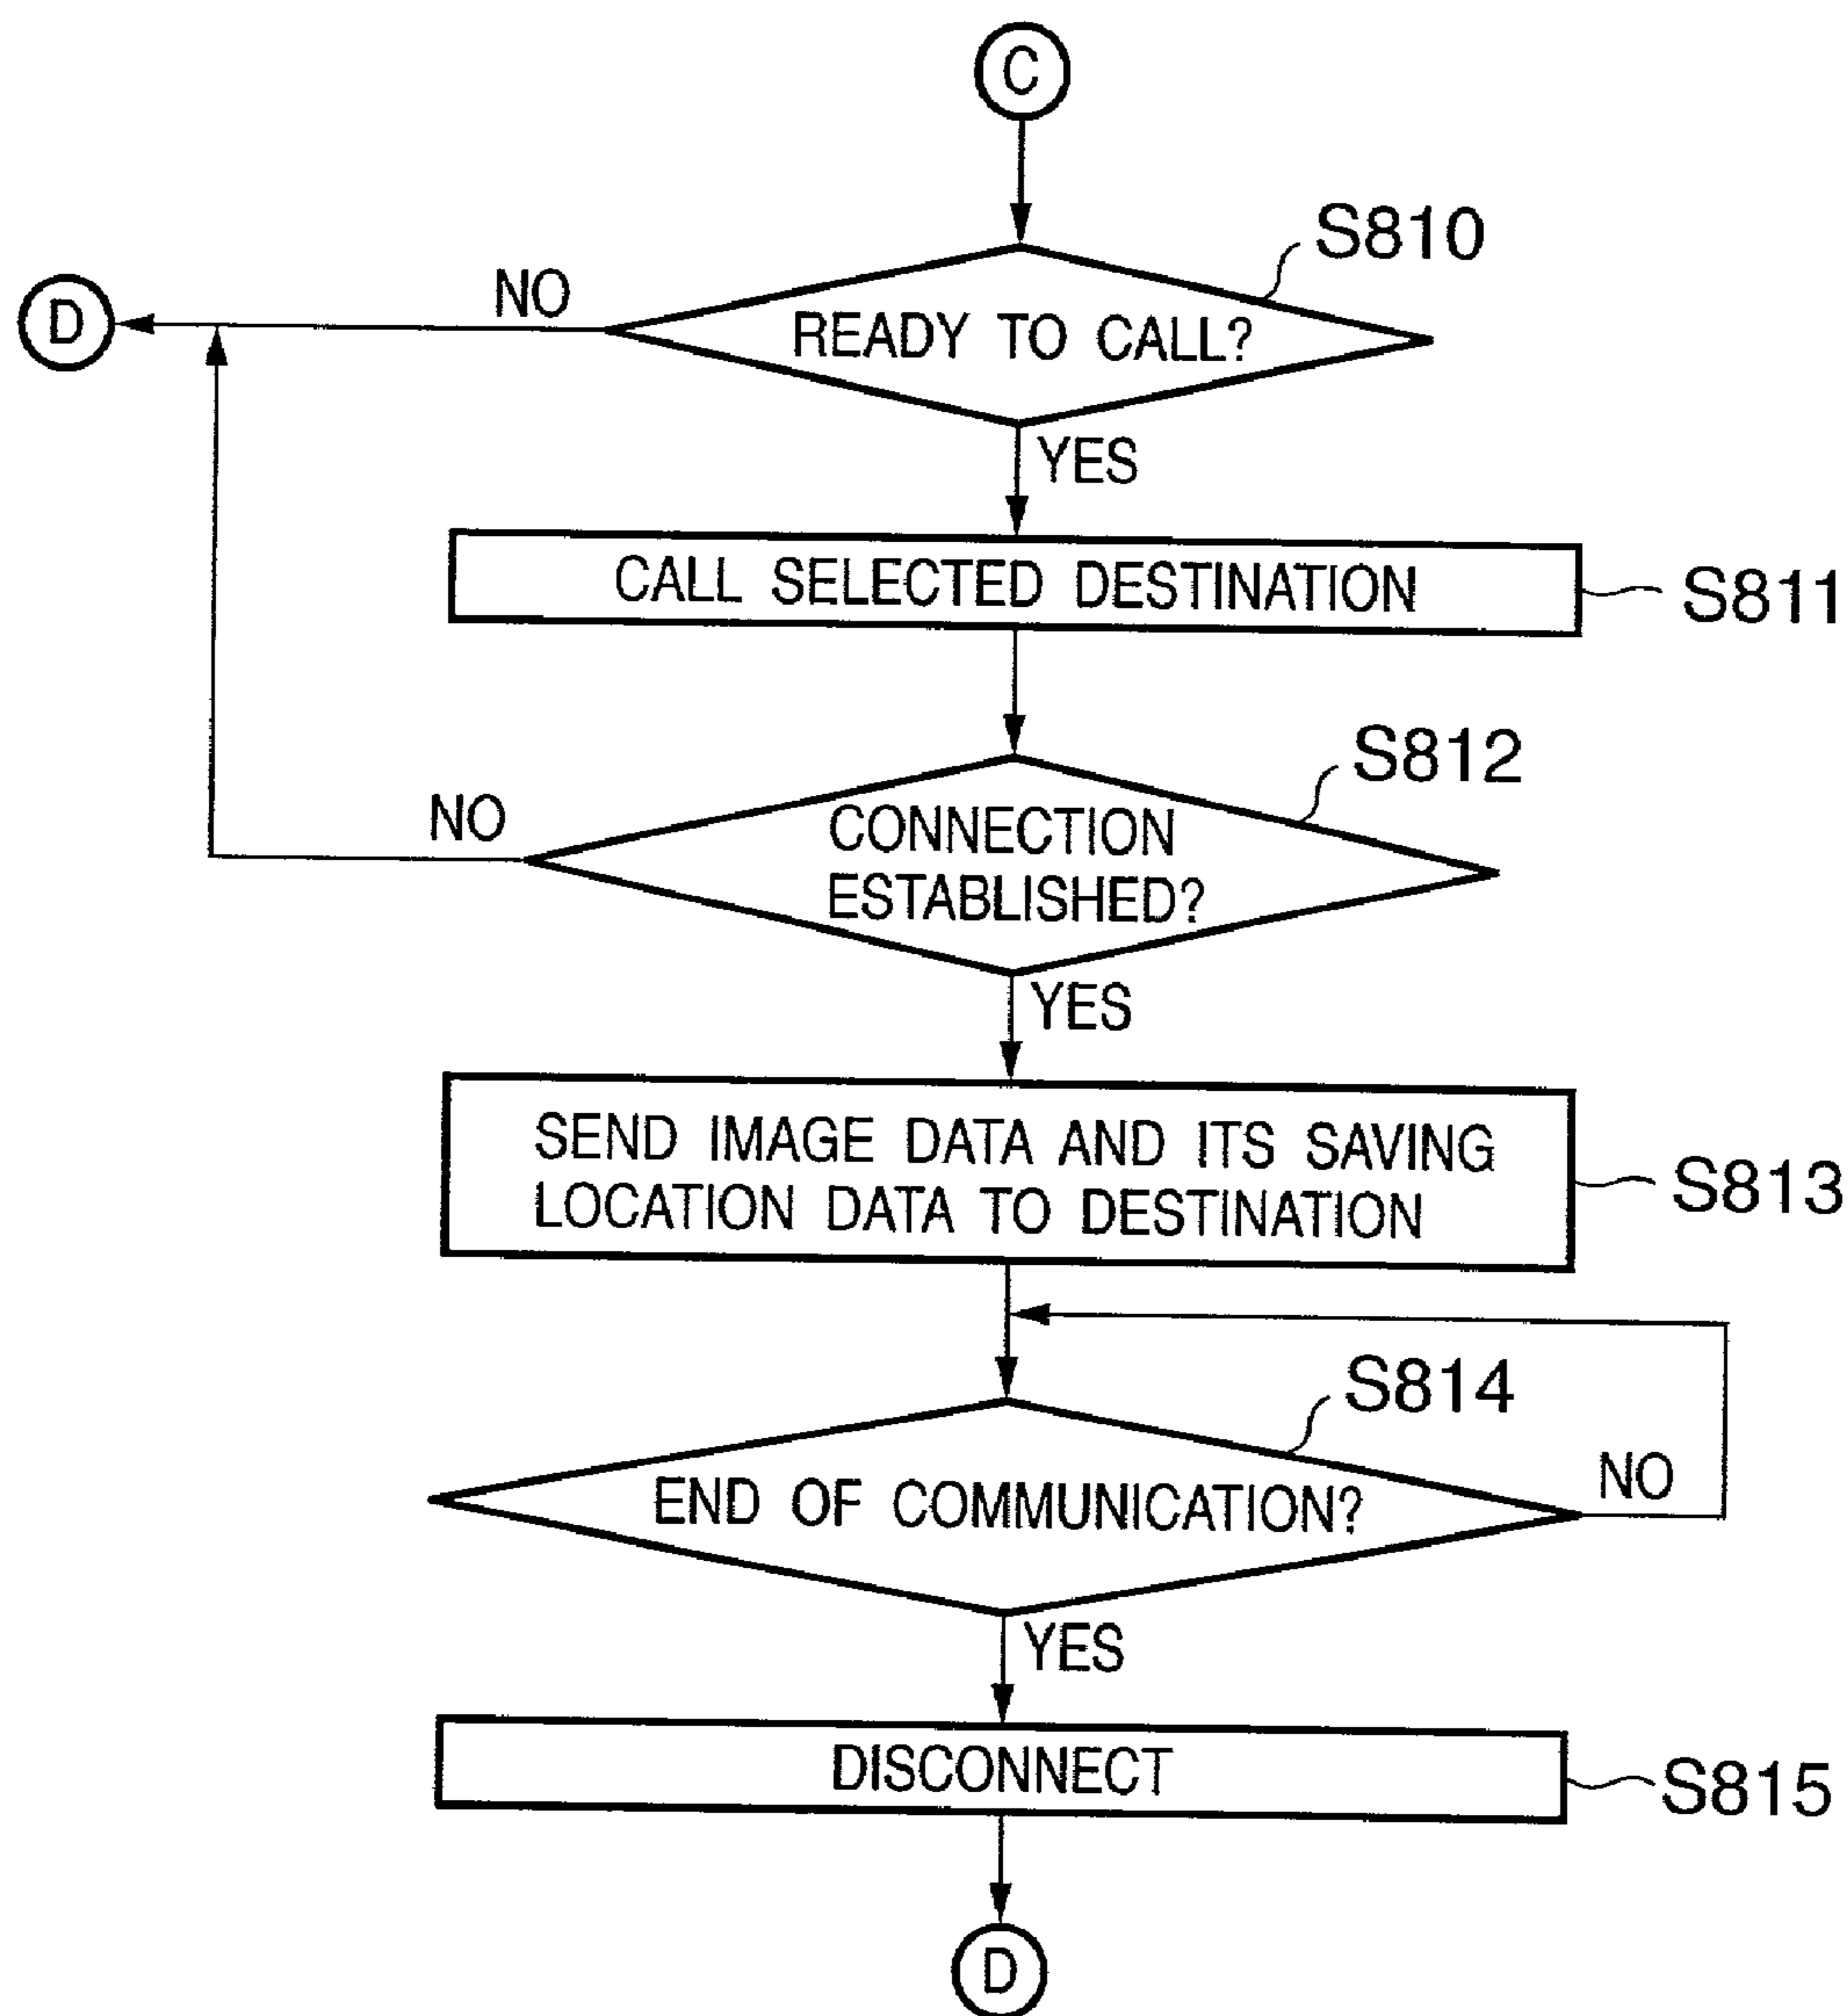 C
S810
NO
D
READY TO CALL?
YES
CALL SELECTED DESTINATION
S811
S812
NO
CONNECTION
ESTABLISHED?
YES
SEND IMAGE DATA AND ITS SAVING
LOCATION DATA TO DESTINATION
S813
S814
NO
END OF COMMUNICATION?
YES
DISCONNECT
S815
D